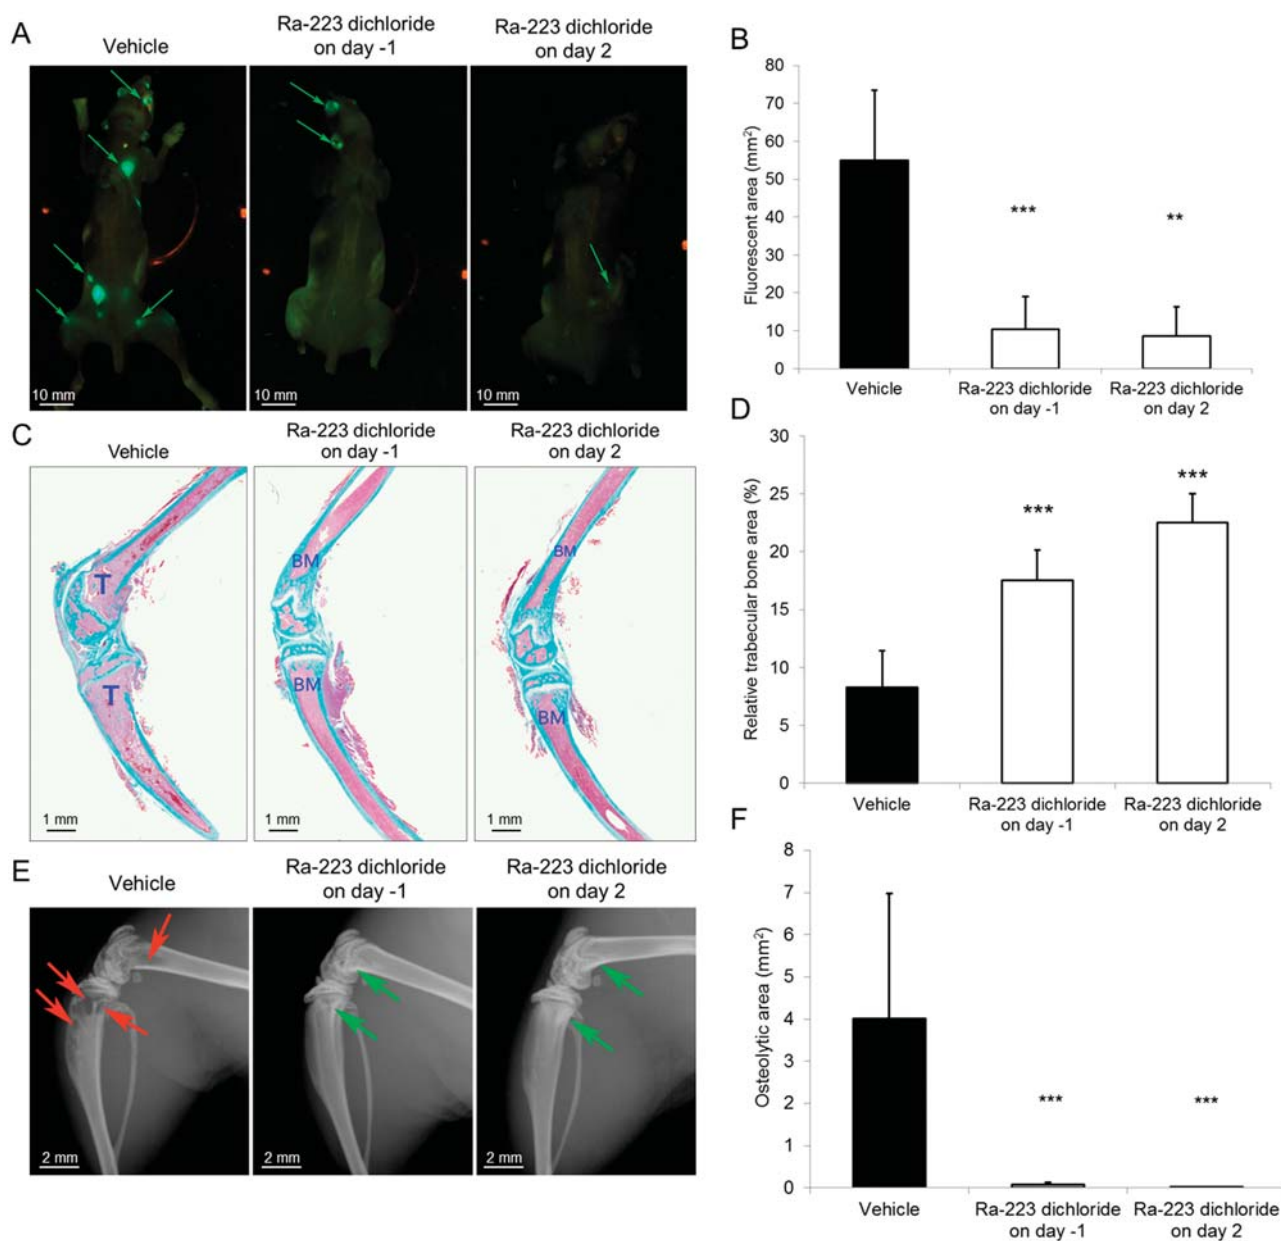 A
Vehicle
Ra-223 dichloride
on day -1
Ra-223 dichloride
on day 2
10 mm
10 mm
10 mm
B
Fluorescent area (mm²)
80
70
60
50
40
30
20
10
0
***
**
Vehicle
Ra-223 dichloride
on day -1
Ra-223 dichloride
on day 2
C
Vehicle
Ra-223 dichloride
on day -1
Ra-223 dichloride
on day 2
T
T
BM
BM
BM
BM
1 mm
1 mm
1 mm
D
Relative trabecular bone area (%)
30
25
20
15
10
5
0
***
***
Vehicle
Ra-223 dichloride
on day -1
Ra-223 dichloride
on day 2
E
Vehicle
Ra-223 dichloride
on day -1
Ra-223 dichloride
on day 2
2 mm
2 mm
2 mm
F
Osteolytic area (mm²)
8
7
6
5
4
3
2
1
0
***
***
Vehicle
Ra-223 dichloride
on day -1
Ra-223 dichloride
on day 2